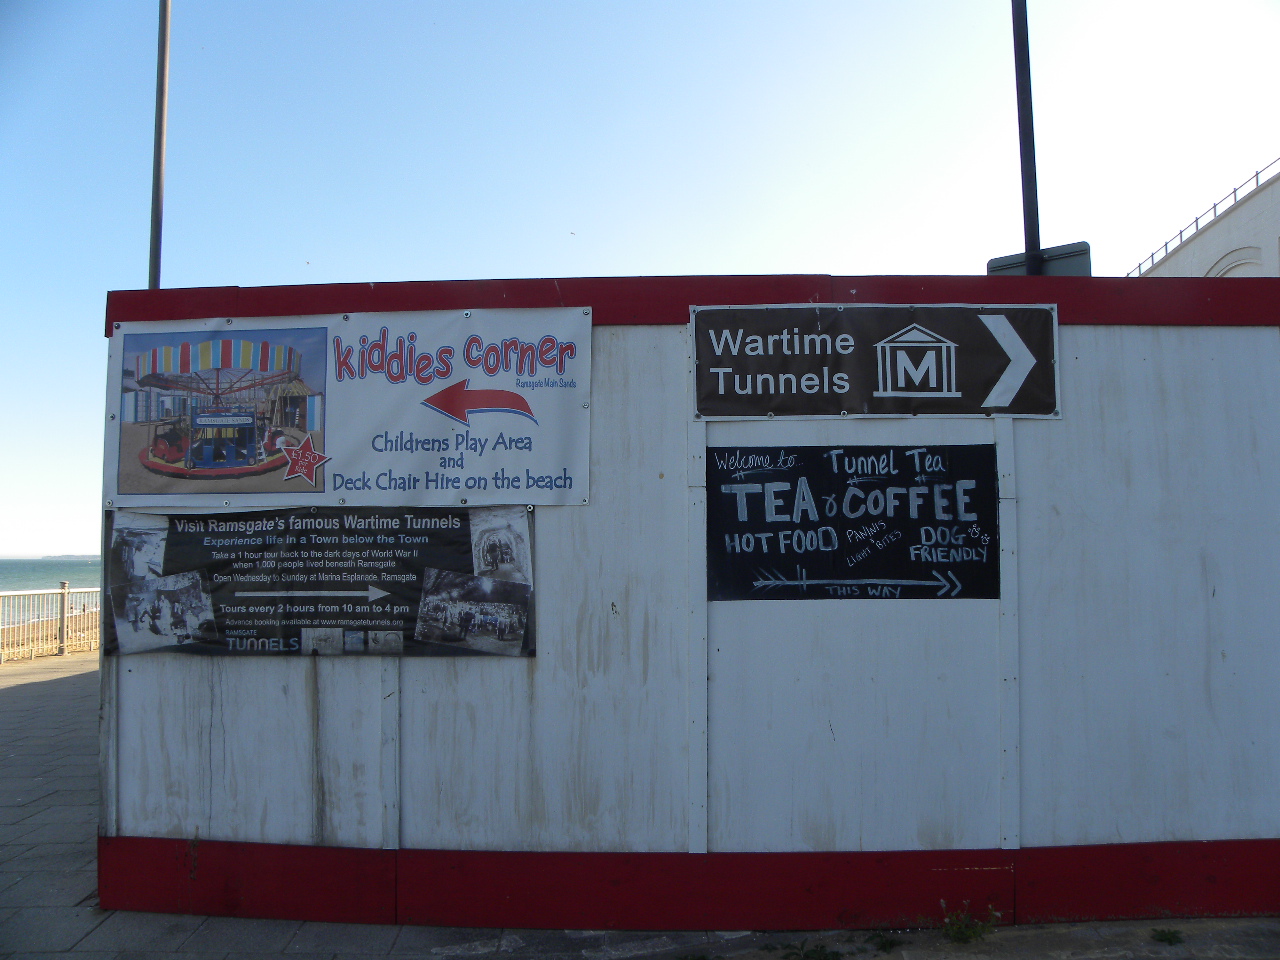 kiddies corner
Ramsgate Main Sands
£1.50
per
Ride
Childrens Play Area
and
Deck Chair Hire on the beach
Visit Ramsgate's famous Wartime Tunnels
Experience life in a Town below the Town
Take a 1 hour tour back to the dark days of World War II
when 1,000 people lived beneath Ramsgate
Open Wednesday to Sunday at Marina Esplanade, Ramsgate
Tours every 2 hours from 10 am to 4 pm
Advance booking available at www.ramsgatetunnels.org
RAMSGATE
TUNNELS
Wartime
Tunnels
M
Welcome to..
Tunnel Tea
TEA & COFFEE
HOT FOOD
PANINIS
LIGHT BITES
DOG
FRIENDLY
THIS WAY